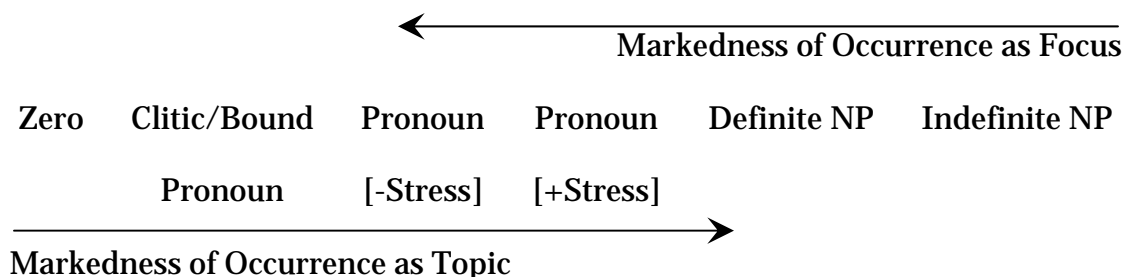 Markedness of Occurrence as Focus
Zero Clitic/Bound Pronoun Pronoun Definite NP Indefinite NP
Pronoun [-Stress] [+Stress]
Markedness of Occurrence as Topic